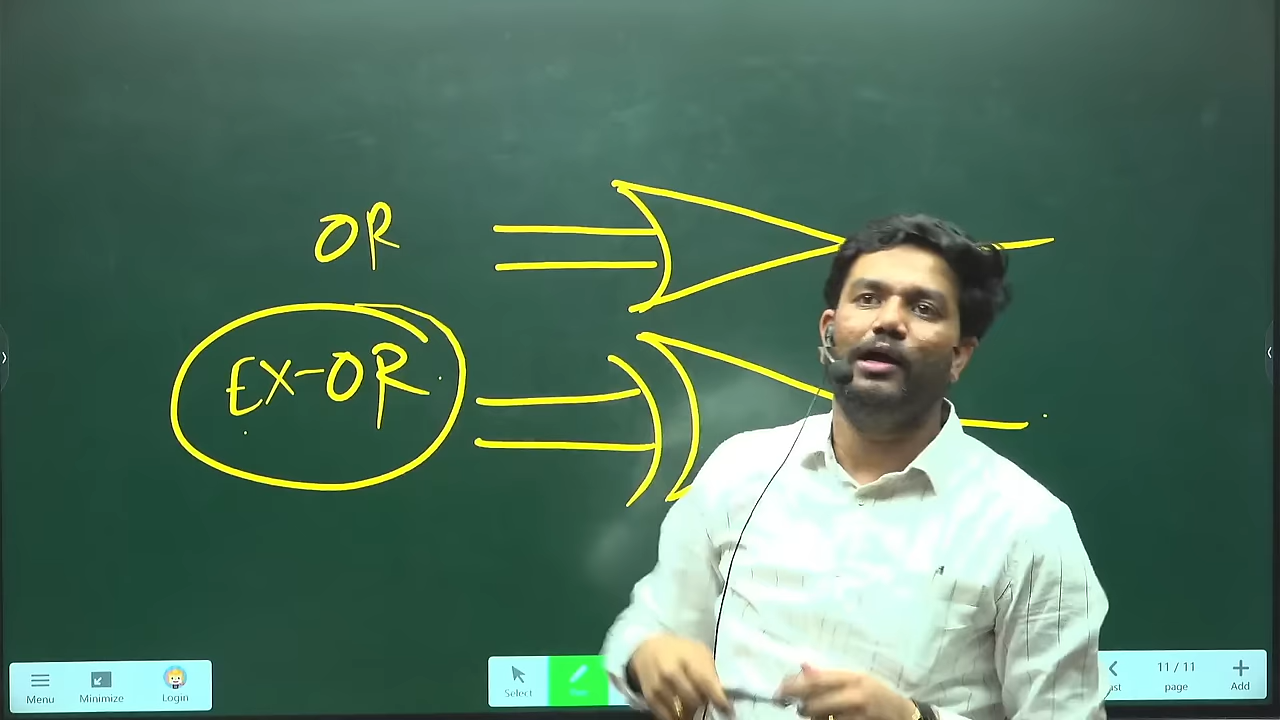 OR
EX-OR
Menu
Minimize
Login
Select
11/11
page
Add